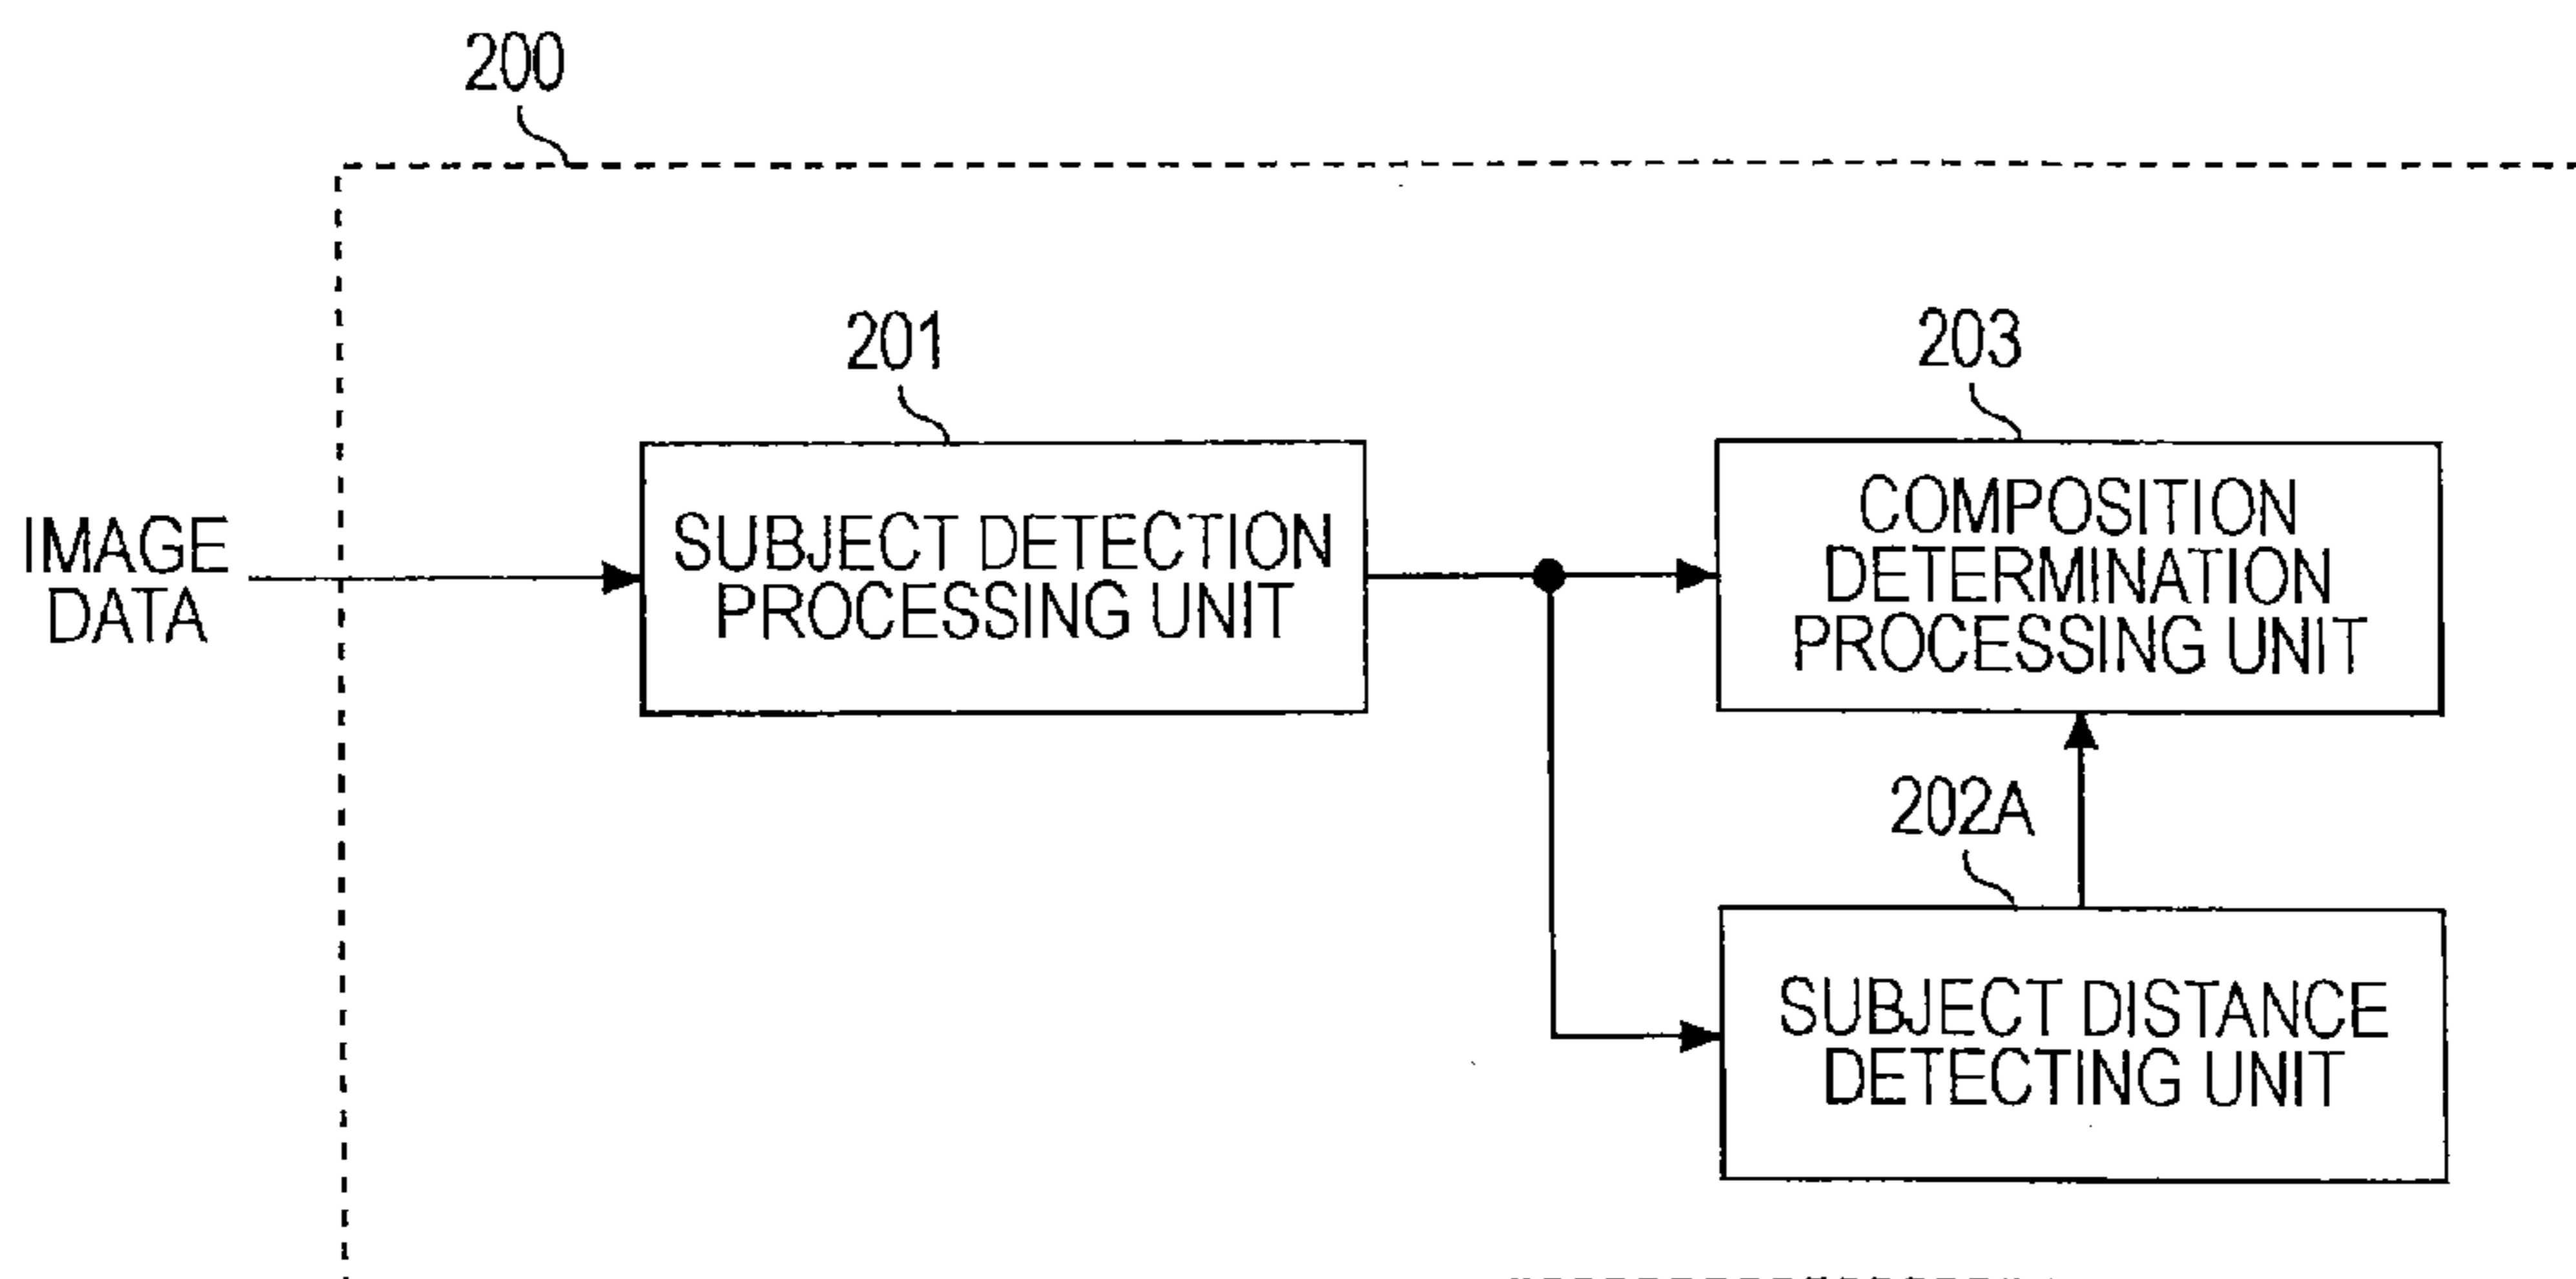 200
201
203
IMAGE
DATA
SUBJECT DETECTION
PROCESSING UNIT
COMPOSITION
DETERMINATION
PROCESSING UNIT
202A
SUBJECT DISTANCE
DETECTING UNIT